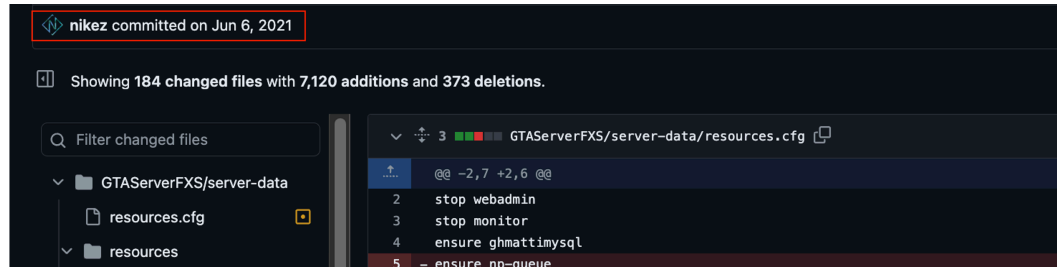 nikez committed on Jun 6, 2021
Showing 184 changed files with 7,120 additions and 373 deletions.
Filter changed files
GTAServerFXS/server-data
resources.cfg
resources
3 GTAServerFXS/server-data/resources.cfg
@@ -2,7 +2,6 @@
2 stop webadmin
3 stop monitor
4 ensure ghmattimysql
5 - ensure np-queue